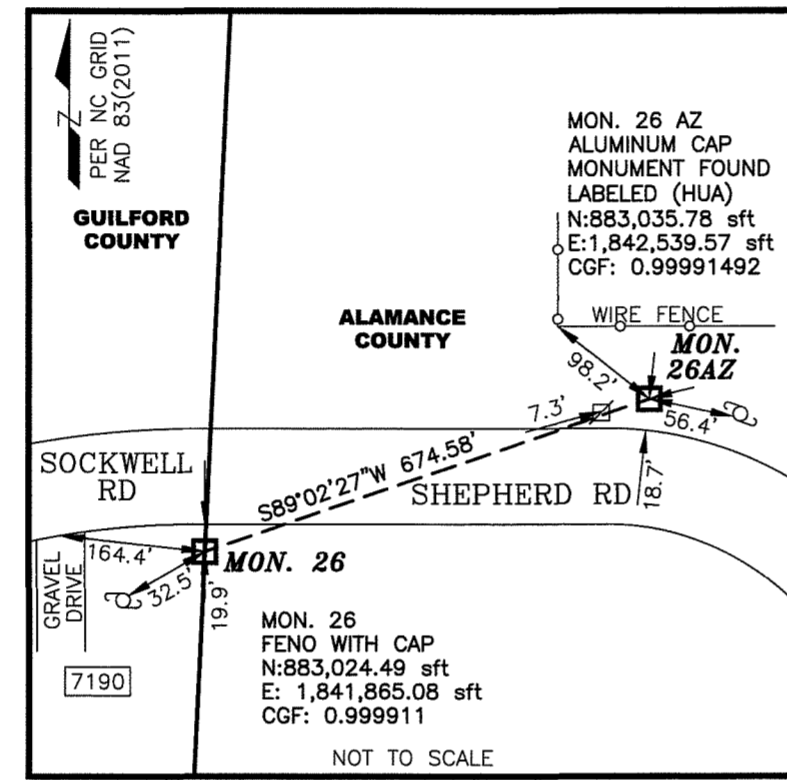 PER NC GRID
NAD 83(2011)
Z
GUILFORD
COUNTY
MON. 26 AZ
ALUMINUM CAP
MONUMENT FOUND
LABELED (HUA)
N:883,035.78 sft
E:1,842,539.57 sft
CGF: 0.99991492
ALAMANCE
COUNTY
WIRE FENCE
MON.
26AZ
98.2'
7.3'
56.4'
18.7'
SOCKWELL
RD
S89°02'27"W 674.58'
SHEPHERD RD
164.4'
32.5'
19.9'
MON. 26
GRAVEL
DRIVE
7190
MON. 26
FENO WITH CAP
N:883,024.49 sft
E: 1,841,865.08 sft
CGF: 0.999911
NOT TO SCALE